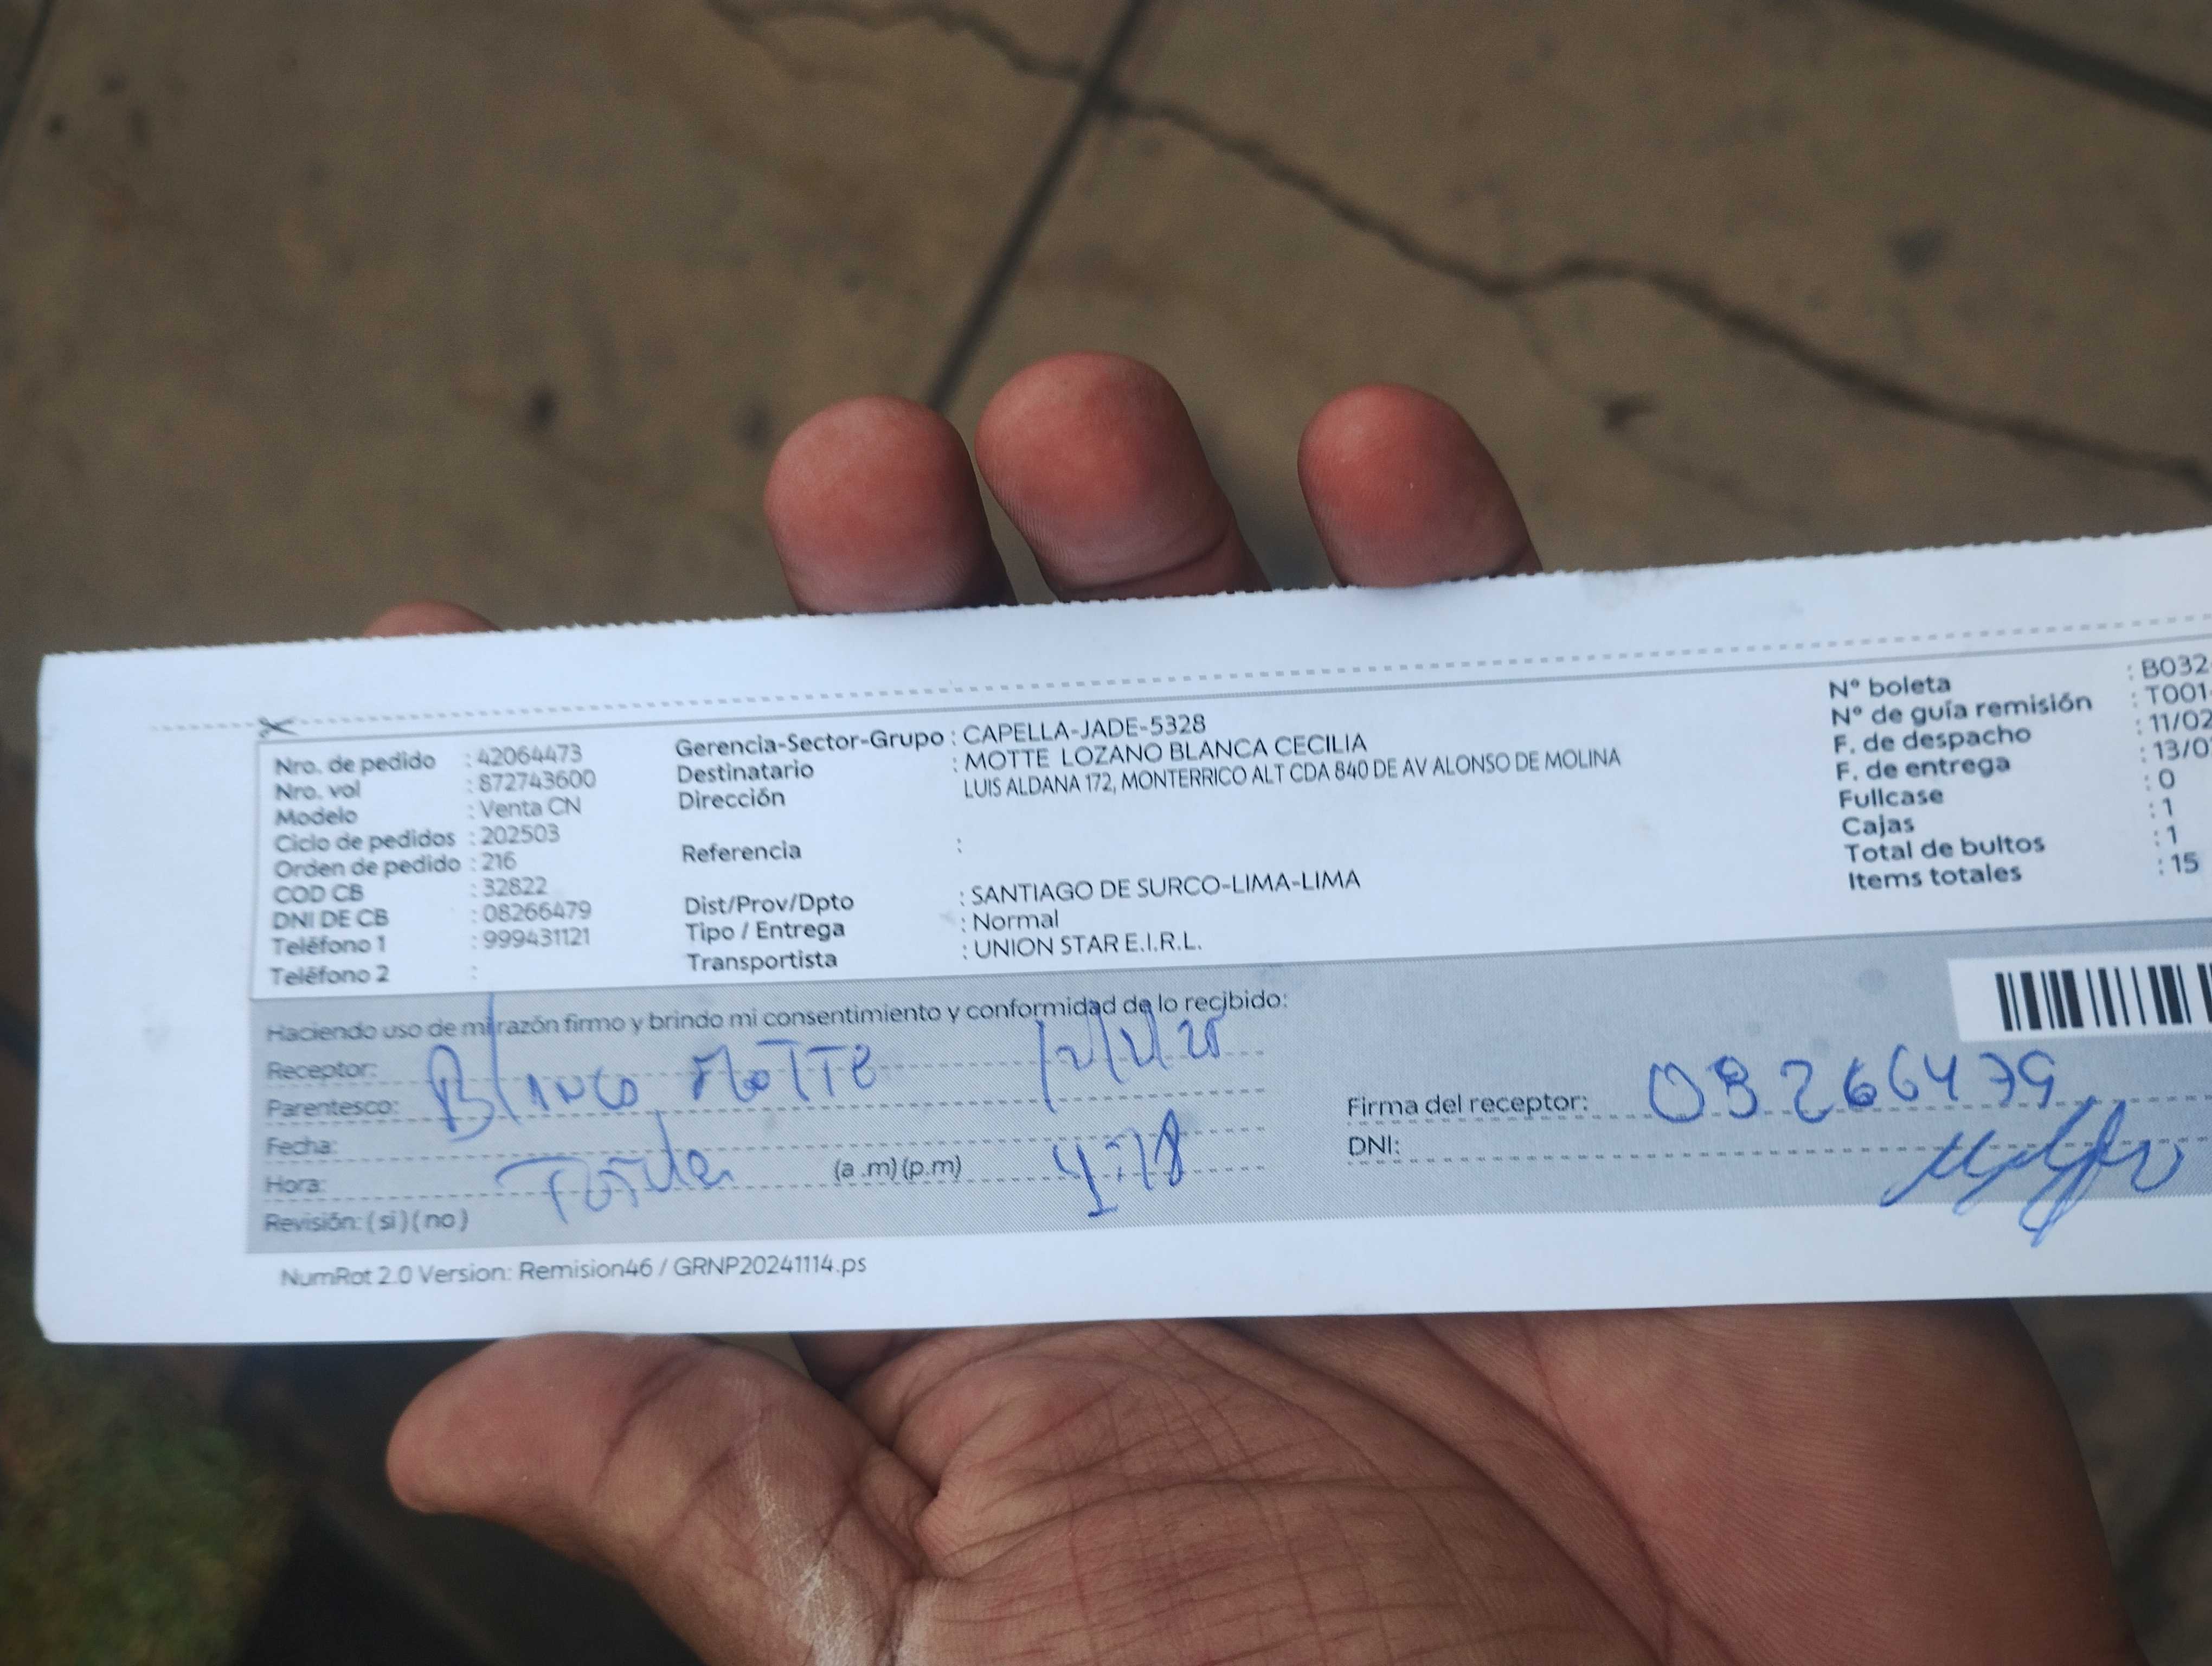 Nro. de pedido : 42064473
Nro. vol : 872743600
Modelo : Venta CN
Ciclo de pedidos : 202503
Orden de pedido : 216
COD CB : 32822
DNI DE CB : 08266479
Teléfono 1 : 999431121
Teléfono 2 :
Gerencia-Sector-Grupo : CAPELLA-JADE-5328
Destinatario : MOTTE LOZANO BLANCA CECILIA
Dirección LUIS ALDANA 172, MONTERRICO ALT CDA 840 DE AV ALONSO DE MOLINA
Referencia :
Dist/Prov/Dpto : SANTIAGO DE SURCO-LIMA-LIMA
Tipo / Entrega : Normal
Transportista : UNION STAR E.I.R.L.
N° boleta : B032-
N° de guía remisión : T001-
F. de despacho : 11/02
F. de entrega : 13/0
Fullcase : 0
Cajas : 1
Total de bultos : 1
Items totales : 15
Haciendo uso de mi razón firmo y brindo mi consentimiento y conformidad de lo recibido:
Receptor: Blanca MOTTE
Parentesco:
Fecha:
Hora: (a .m) (p.m)
Revisión: ( si ) ( no )
Firma del receptor: 08266479
DNI:
NumRot 2.0 Version: Remision46 / GRNP20241114.ps